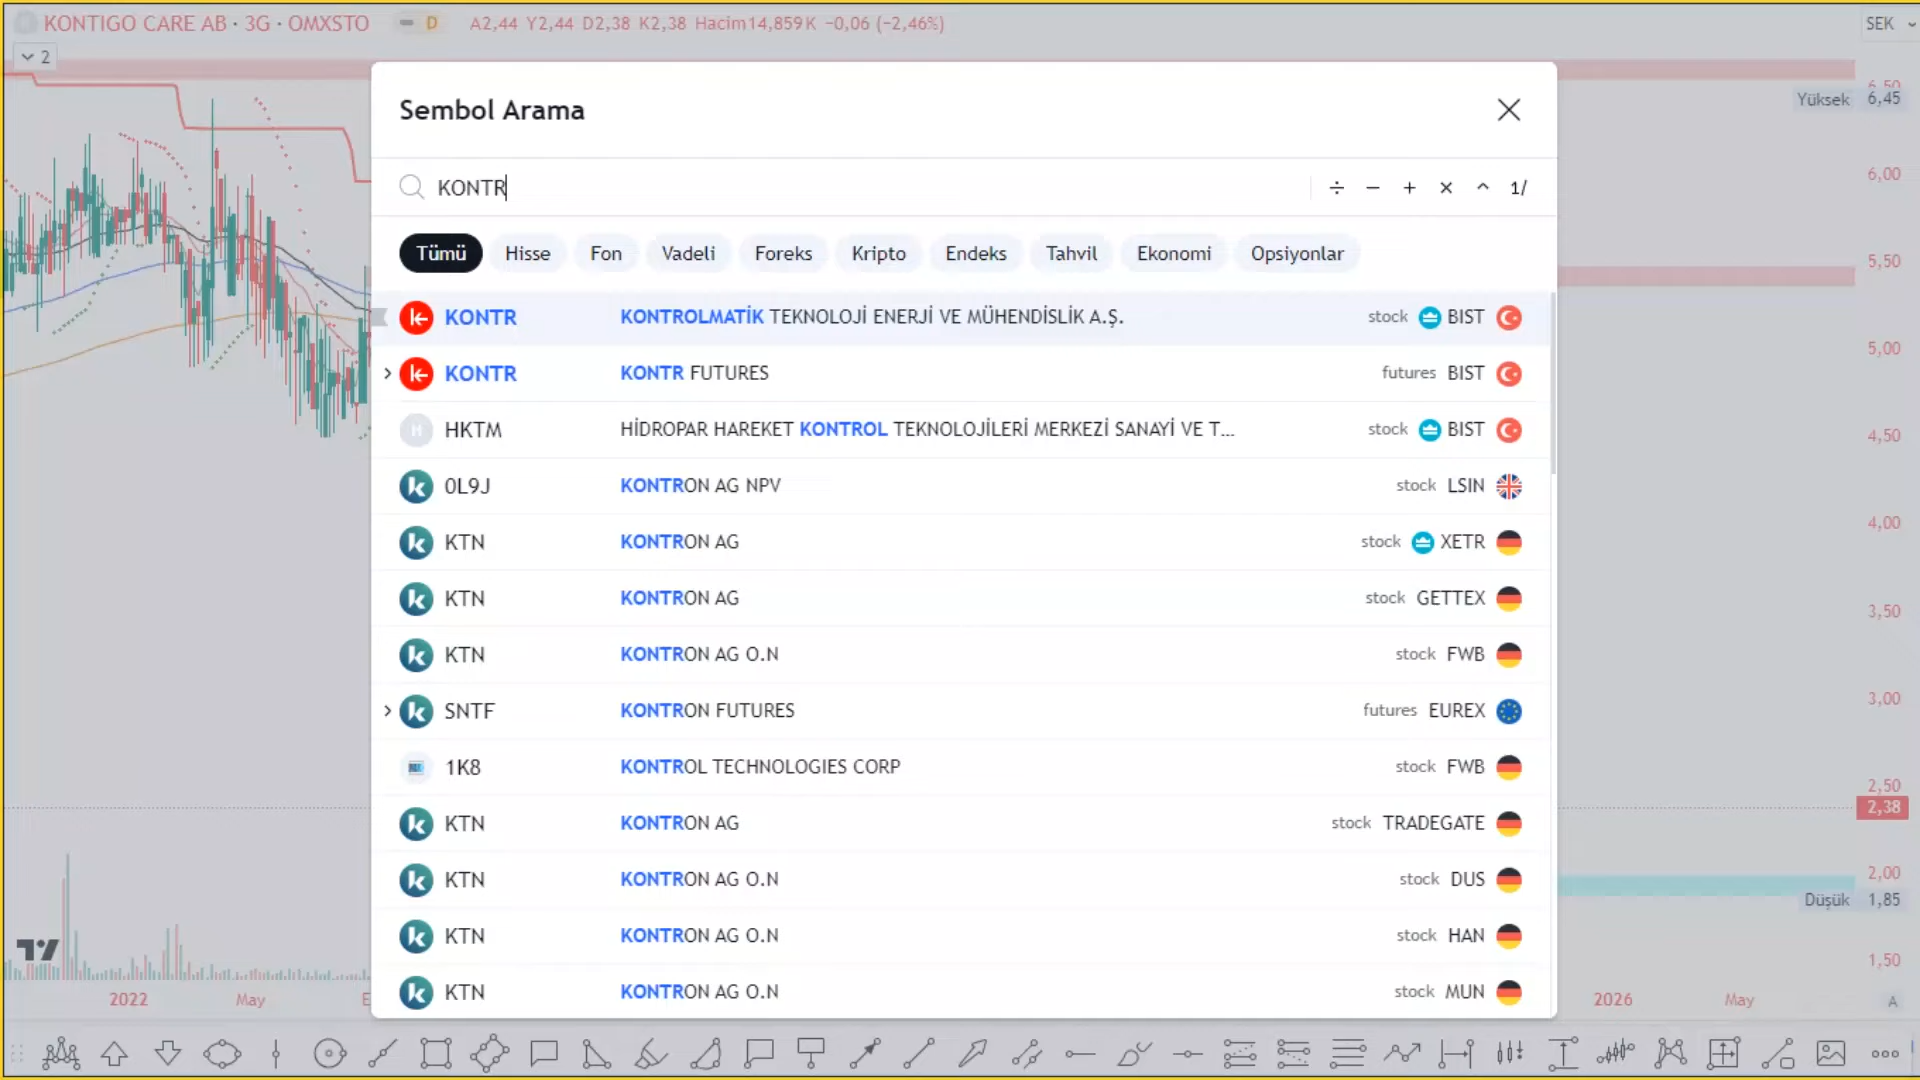 KONTIGO CARE AB · 3G · OMXSTO D A2,44 Y2,44 D2,38 K2,38 Hacim14,859K −0,06 (−2,46%) SEK
2
Sembol Arama
KONTR ÷ − + × ^ 1/
Tümü Hisse Fon Vadeli Foreks Kripto Endeks Tahvil Ekonomi Opsiyonlar
KONTR KONTROLMATİK TEKNOLOJİ ENERJİ VE MÜHENDİSLİK A.Ş. stock BIST
KONTR KONTR FUTURES futures BIST
H HKTM HİDROPAR HAREKET KONTROL TEKNOLOJİLERİ MERKEZİ SANAYİ VE T... stock BIST
k 0L9J KONTRON AG NPV stock LSIN
k KTN KONTRON AG stock XETR
k KTN KONTRON AG stock GETTEX
k KTN KONTRON AG O.N stock FWB
k SNTF KONTRON FUTURES futures EUREX
1K8 KONTROL TECHNOLOGIES CORP stock FWB
k KTN KONTRON AG stock TRADEGATE
k KTN KONTRON AG O.N stock DUS
k KTN KONTRON AG O.N stock HAN
k KTN KONTRON AG O.N stock MUN
6,50
Yüksek 6,45
6,00
5,50
5,00
4,50
4,00
3,50
3,00
2,50
2,38
2,00
Düşük 1,85
1,50
2022 May E 2026 May A